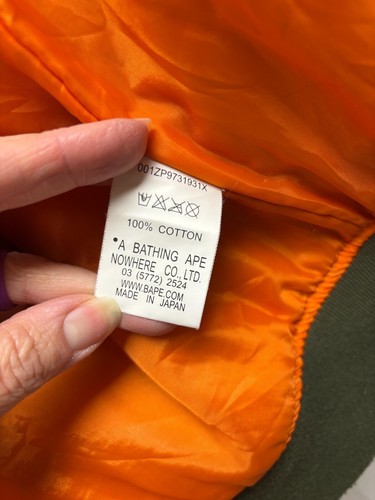 001ZP9731931X
100% COTTON
•A BATHING APE
NOWHERE CO.,LTD.
03 (5772) 2524
WWW.BAPE.COM
MADE IN JAPAN